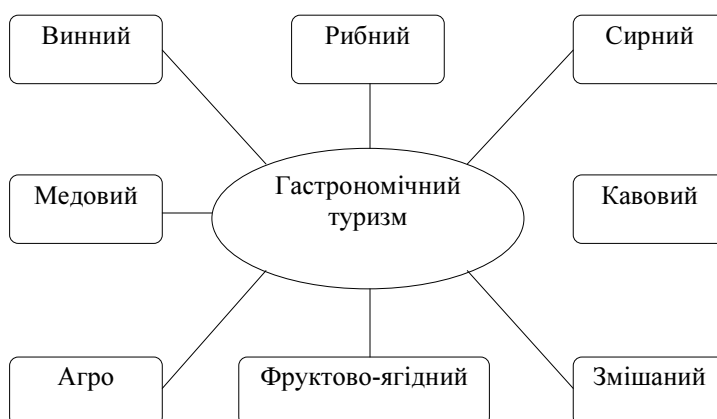 Винний
Рибний
Сирний
Гастрономічний
туризм
Медовий
Кавовий
Агро
Фруктово-ягідний
Змішаний